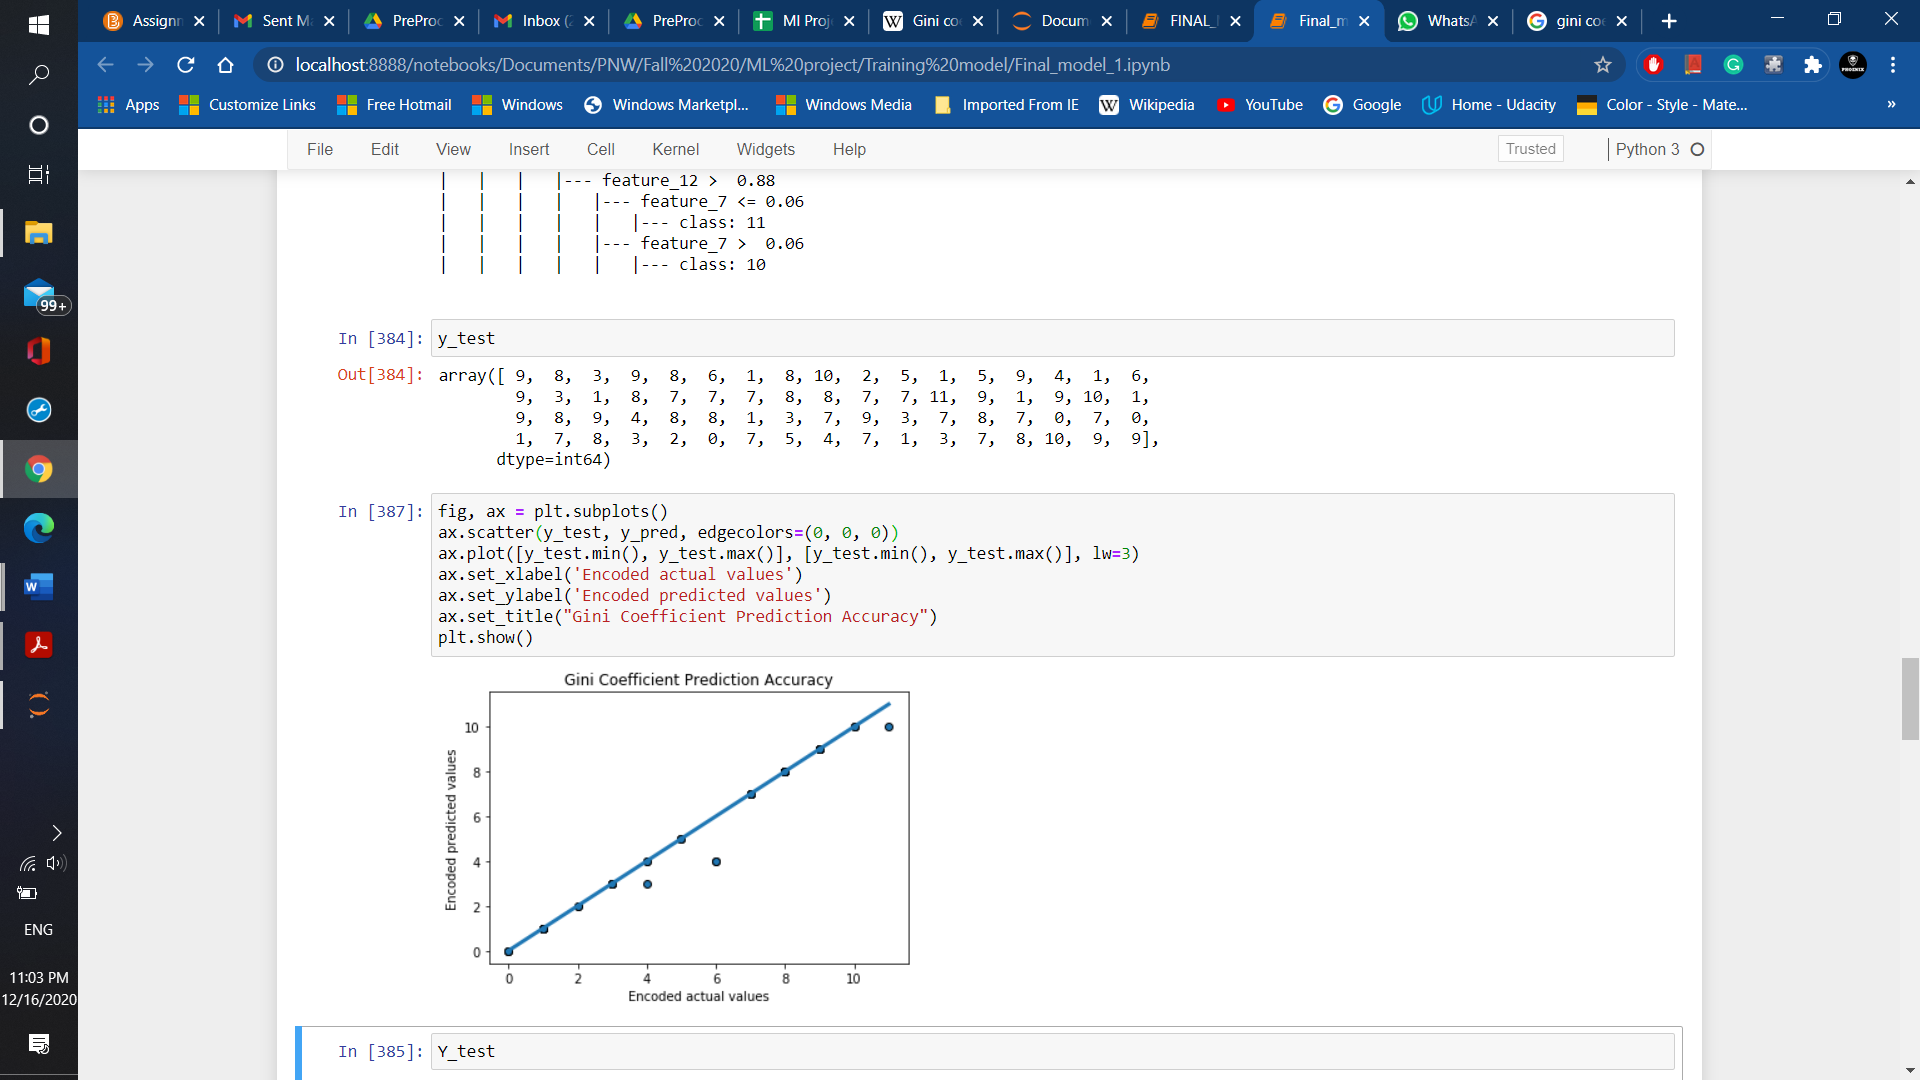 Assignn
Sent Ma
PreProc
Inbox (2
PreProc
Ml Proje
Gini coe
Docum
FINAL_
Final_m
WhatsA
gini coe
localhost:8888/notebooks/Documents/PNW/Fall%202020/ML%20project/Training%20model/Final_model_1.ipynb
Apps
Customize Links
Free Hotmail
Windows
Windows Marketpl...
Windows Media
Imported From IE
Wikipedia
YouTube
Google
Home - Udacity
Color - Style - Mate...
»
File Edit View Insert Cell Kernel Widgets Help
Trusted
Python 3
| | | |--- feature_12 > 0.88
| | | | |--- feature_7 <= 0.06
| | | | | |--- class: 11
| | | | |--- feature_7 > 0.06
| | | | | |--- class: 10
In [384]: y_test
Out[384]: array([ 9, 8, 3, 9, 8, 6, 1, 8, 10, 2, 5, 1, 5, 9, 4, 1, 6,
9, 3, 1, 8, 7, 7, 7, 8, 8, 7, 7, 11, 9, 1, 9, 10, 1,
9, 8, 9, 4, 8, 8, 1, 3, 7, 9, 3, 7, 8, 7, 0, 7, 0,
1, 7, 8, 3, 2, 0, 7, 5, 4, 7, 1, 3, 7, 8, 10, 9, 9],
dtype=int64)
In [387]: fig, ax = plt.subplots()
ax.scatter(y_test, y_pred, edgecolors=(0, 0, 0))
ax.plot([y_test.min(), y_test.max()], [y_test.min(), y_test.max()], lw=3)
ax.set_xlabel('Encoded actual values')
ax.set_ylabel('Encoded predicted values')
ax.set_title("Gini Coefficient Prediction Accuracy")
plt.show()
Gini Coefficient Prediction Accuracy
Encoded predicted values
10
8
6
4
2
0
0 2 4 6 8 10
Encoded actual values
In [385]: Y_test
99+
ENG
11:03 PM
12/16/2020